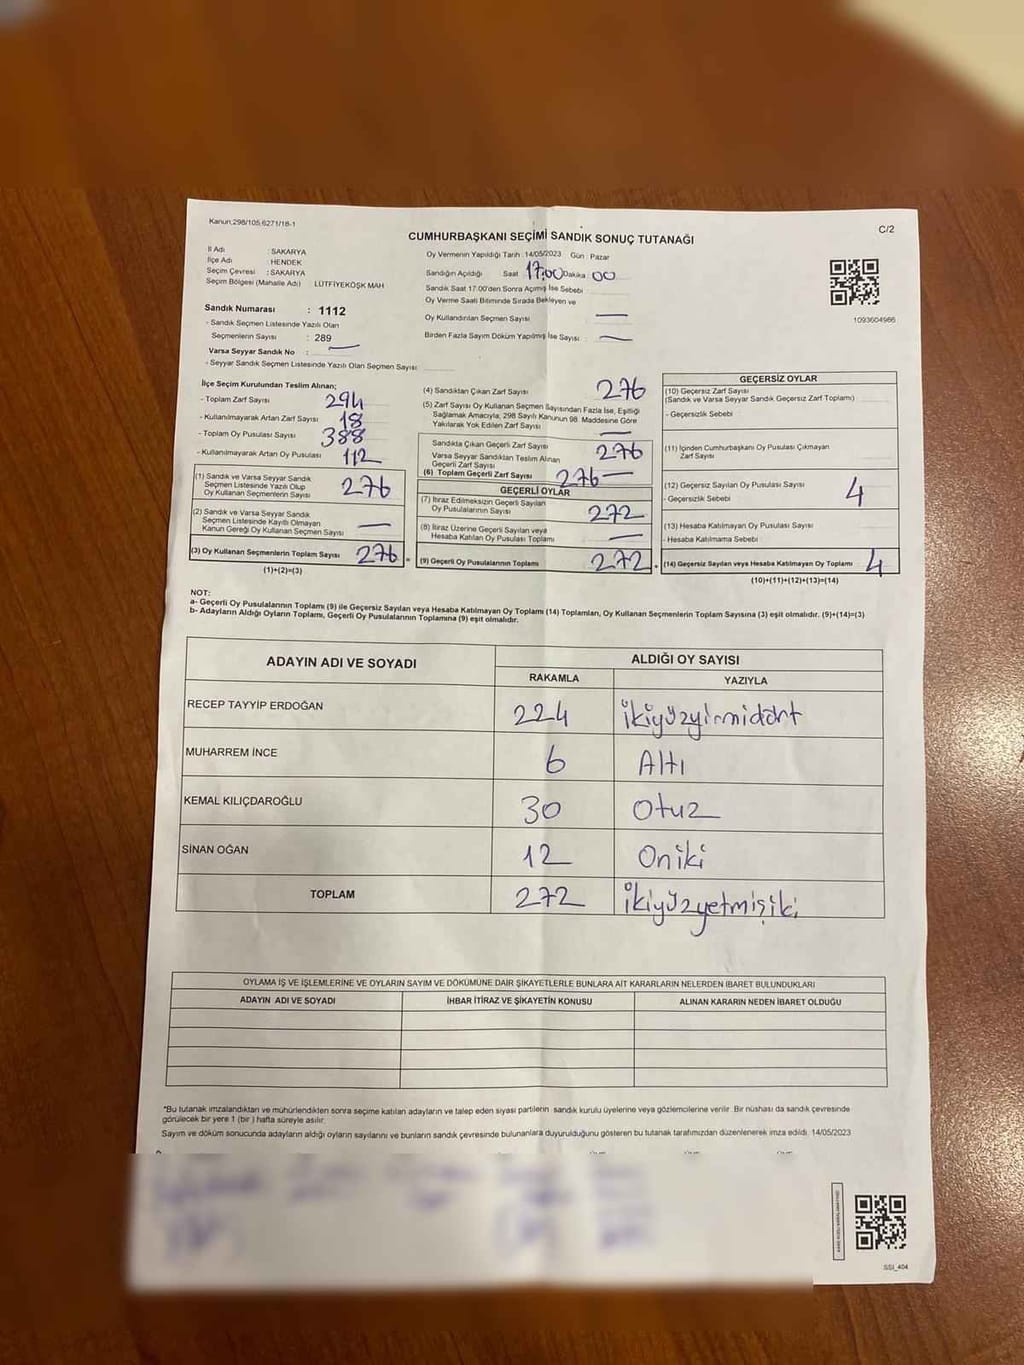 Kanun,298/105,6271/18-1
C/2
CUMHURBAŞKANI SEÇİMİ SANDIK SONUÇ TUTANAĞI
İl Adı : SAKARYA
İlçe Adı : HENDEK
Seçim Çevresi : SAKARYA
Seçim Bölgesi (Mahalle Adı) LÜTFİYEKÖŞK MAH
Sandık Numarası : 1112
- Sandık Seçmen Listesinde Yazılı Olan
Seçmenlerin Sayısı : 289
Varsa Seyyar Sandık No :
- Seyyar Sandık Seçmen Listesinde Yazılı Olan Seçmen Sayısı :
Oy Vermenin Yapıldığı Tarih : 14/05/2023 Gün : Pazar
Sandığın Açıldığı Saat 17:00 Dakika 00
Sandık Saat 17.00'den Sonra Açımış İse Sebebi
Oy Verme Saati Bitiminde Sırada Bekleyen ve
Oy Kullandırılan Seçmen Sayısı —
Birden Fazla Sayım Döküm Yapılmış İse Sayısı : —
1093604966
İlçe Seçim Kurulundan Teslim Alınan;
- Toplam Zarf Sayısı 294
- Kullanılmayarak Artan Zarf Sayısı 18
- Toplam Oy Pusulası Sayısı 388
- Kullanılmayarak Artan Oy Pusulası 112
(1) Sandık ve Varsa Seyyar Sandık
Seçmen Listesinde Yazılı Olup
Oy Kullanan Seçmenlerin Sayısı 276
(2) Sandık ve Varsa Seyyar Sandık
Seçmen Listesinde Kayıtlı Olmayan
Kanun Gereği Oy Kullanan Seçmen Sayısı —
(3) Oy Kullanan Seçmenlerin Toplam Sayısı 276
(1)+(2)=(3)
(4) Sandıktan Çıkan Zarf Sayısı 276
(5) Zarf Sayısı Oy Kullanan Seçmen Sayısından Fazla İse, Eşitliği
Sağlamak Amacıyla, 298 Sayılı Kanunun 98. Maddesine Göre
Yakılarak Yok Edilen Zarf Sayısı —
Sandıkta Çıkan Geçerli Zarf Sayısı 276
Varsa Seyyar Sandıktan Teslim Alınan
Geçerli Zarf Sayısı
(6) Toplam Geçerli Zarf Sayısı 276 —
GEÇERLİ OYLAR
(7) İtiraz Edilmeksizin Geçerli Sayılan
Oy Pusulalarının Sayısı 272
(8) İtiraz Üzerine Geçerli Sayılan veya
Hesaba Katılan Oy Pusulası Toplamı —
(9) Geçerli Oy Pusulalarının Toplamı 272
GEÇERSİZ OYLAR
(10) Geçersiz Zarf Sayısı
(Sandık ve Varsa Seyyar Sandık Geçersiz Zarf Toplamı)
- Geçersizlik Sebebi
(11) İçinden Cumhurbaşkanı Oy Pusulası Çıkmayan
Zarf Sayısı
(12) Geçersiz Sayılan Oy Pusulası Sayısı 4
- Geçersizlik Sebebi
(13) Hesaba Katılmayan Oy Pusulası Sayısı
- Hesaba Katılmama Sebebi
(14) Geçersiz Sayılan veya Hesaba Katılmayan Oy Toplamı 4
(10)+(11)+(12)+(13)=(14)
NOT:
a- Geçerli Oy Pusulalarının Toplamı (9) ile Geçersiz Sayılan veya Hesaba Katılmayan Oy Toplamı (14) Toplamları, Oy Kullanan Seçmenlerin Toplam Sayısına (3) eşit olmalıdır. (9)+(14)=(3)
b- Adayların Aldığı Oyların Toplamı, Geçerli Oy Pusulalarının Toplamına (9) eşit olmalıdır.
ADAYIN ADI VE SOYADI ALDIĞI OY SAYISI
RAKAMLA YAZIYLA
RECEP TAYYİP ERDOĞAN 224 ikiyüzyirmidört
MUHARREM İNCE 6 Altı
KEMAL KILIÇDAROĞLU 30 Otuz
SİNAN OĞAN 12 Oniki
TOPLAM 272 ikiyüzyetmişiki
OYLAMA İŞ VE İŞLEMLERİNE VE OYLARIN SAYIM VE DÖKÜMÜNE DAİR ŞİKAYETLERLE BUNLARA AİT KARARLARIN NELERDEN İBARET BULUNDUKLARI
ADAYIN ADI VE SOYADI İHBAR İTİRAZ VE ŞİKAYETİN KONUSU ALINAN KARARIN NEDEN İBARET OLDUĞU
*Bu tutanak imzalandıktan ve mühürlendikten sonra seçime katılan adayların ve talep eden siyasi partilerin sandık kurulu üyelerine veya gözlemcilerine verilir. Bir nüshası da sandık çevresinde
görülecek bir yere 1 (bir ) hafta süreyle asılır.
Sayım ve döküm sonucunda adayların aldığı oyların sayılarını ve bunların sandık çevresinde bulunanlara duyurulduğunu gösteren bu tutanak tarafımızdan düzenlenerek imza edildi. 14/05/2023
SSI_404